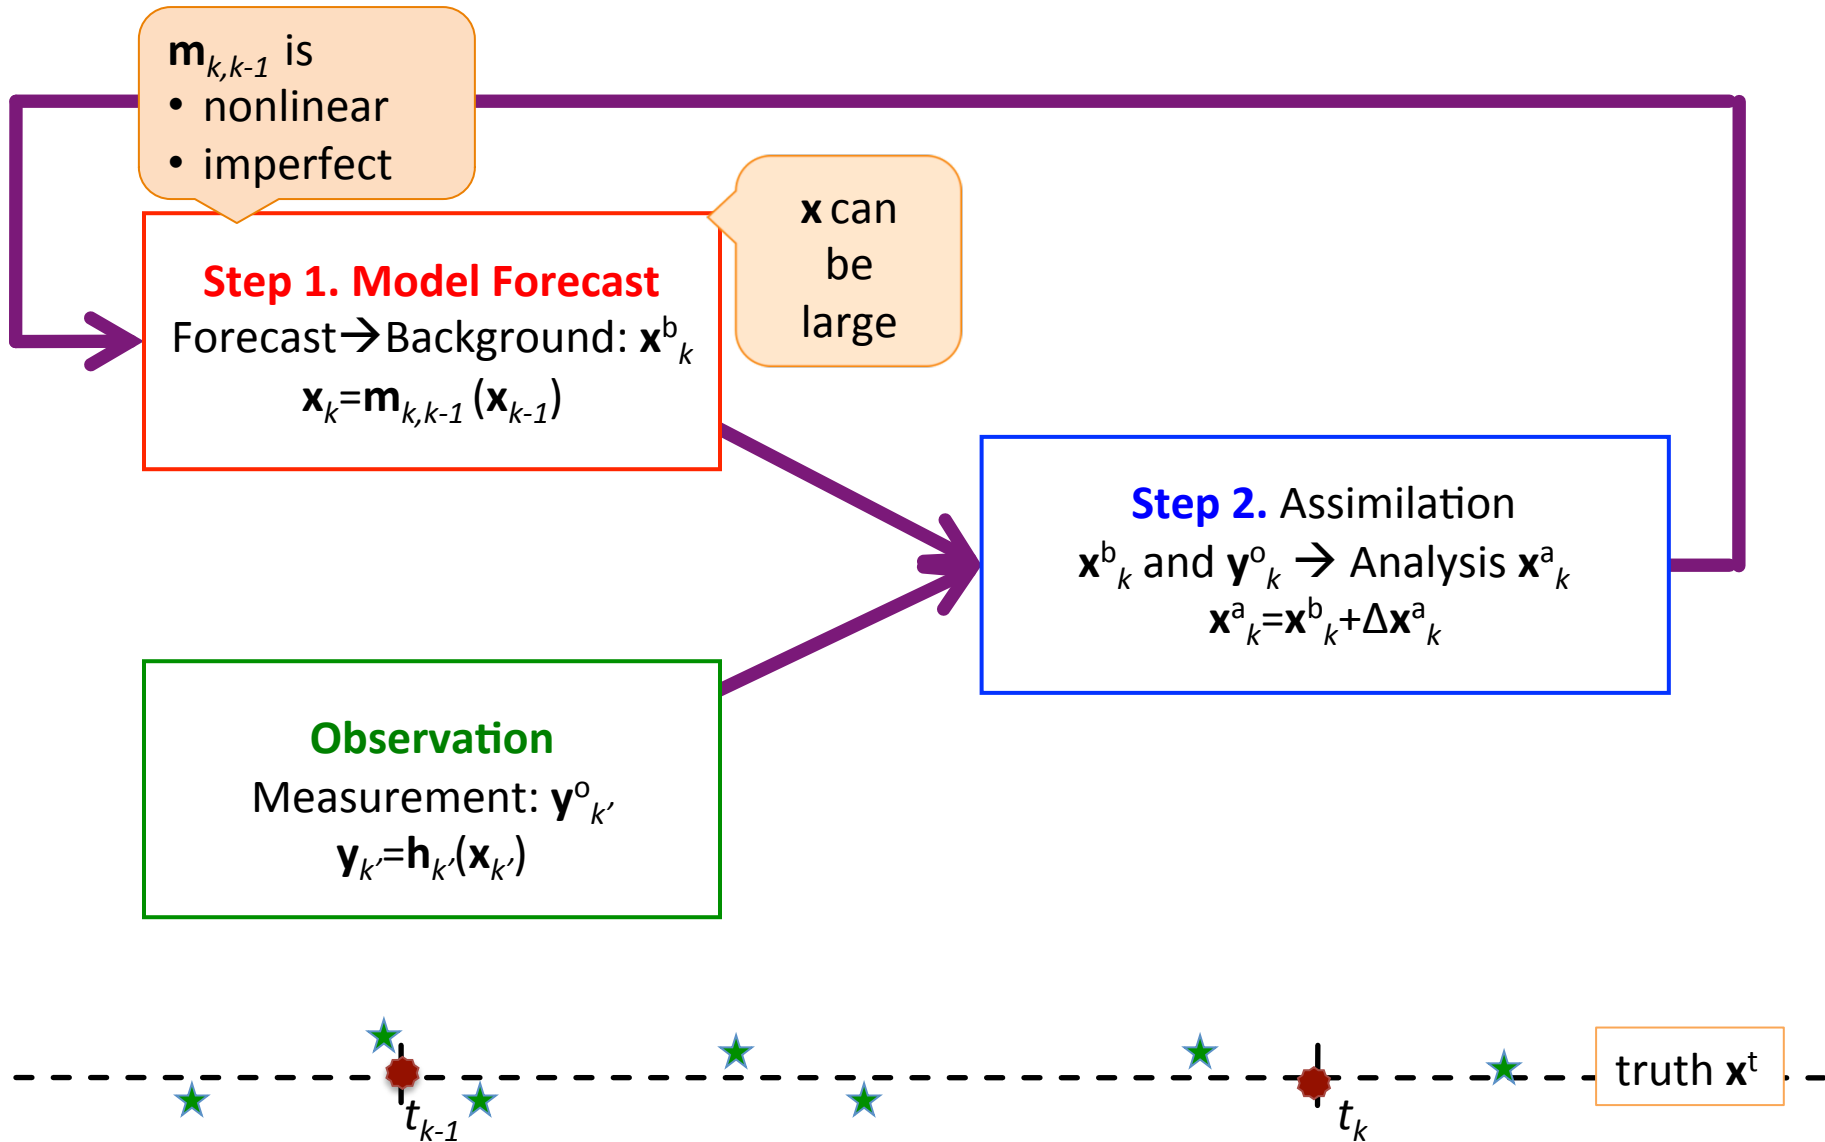 m_{k,k-1} is
• nonlinear
• imperfect
x can
be
large
Step 1. Model Forecast
Forecast→Background: x^b_k
x_k=m_{k,k-1} (x_{k-1})
Step 2. Assimilation
x^b_k and y^o_k → Analysis x^a_k
x^a_k=x^b_k+Δx^a_k
Observation
Measurement: y^o_{k’}
y_{k’}=h_{k’}(x_{k’})
truth x^t
t_{k-1}
t_k